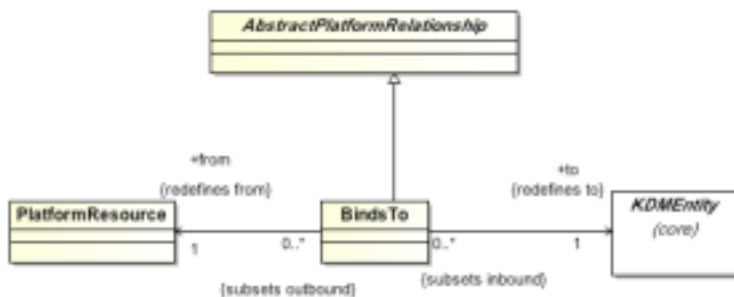 AbstractPlatformRelationship
+from
{redefines from}
+to
{redefines to}
PlatformResource
BindsTo
KDMEntity
(core)
1
0..*
0..*
1
{subsets outbound}
{subsets inbound}